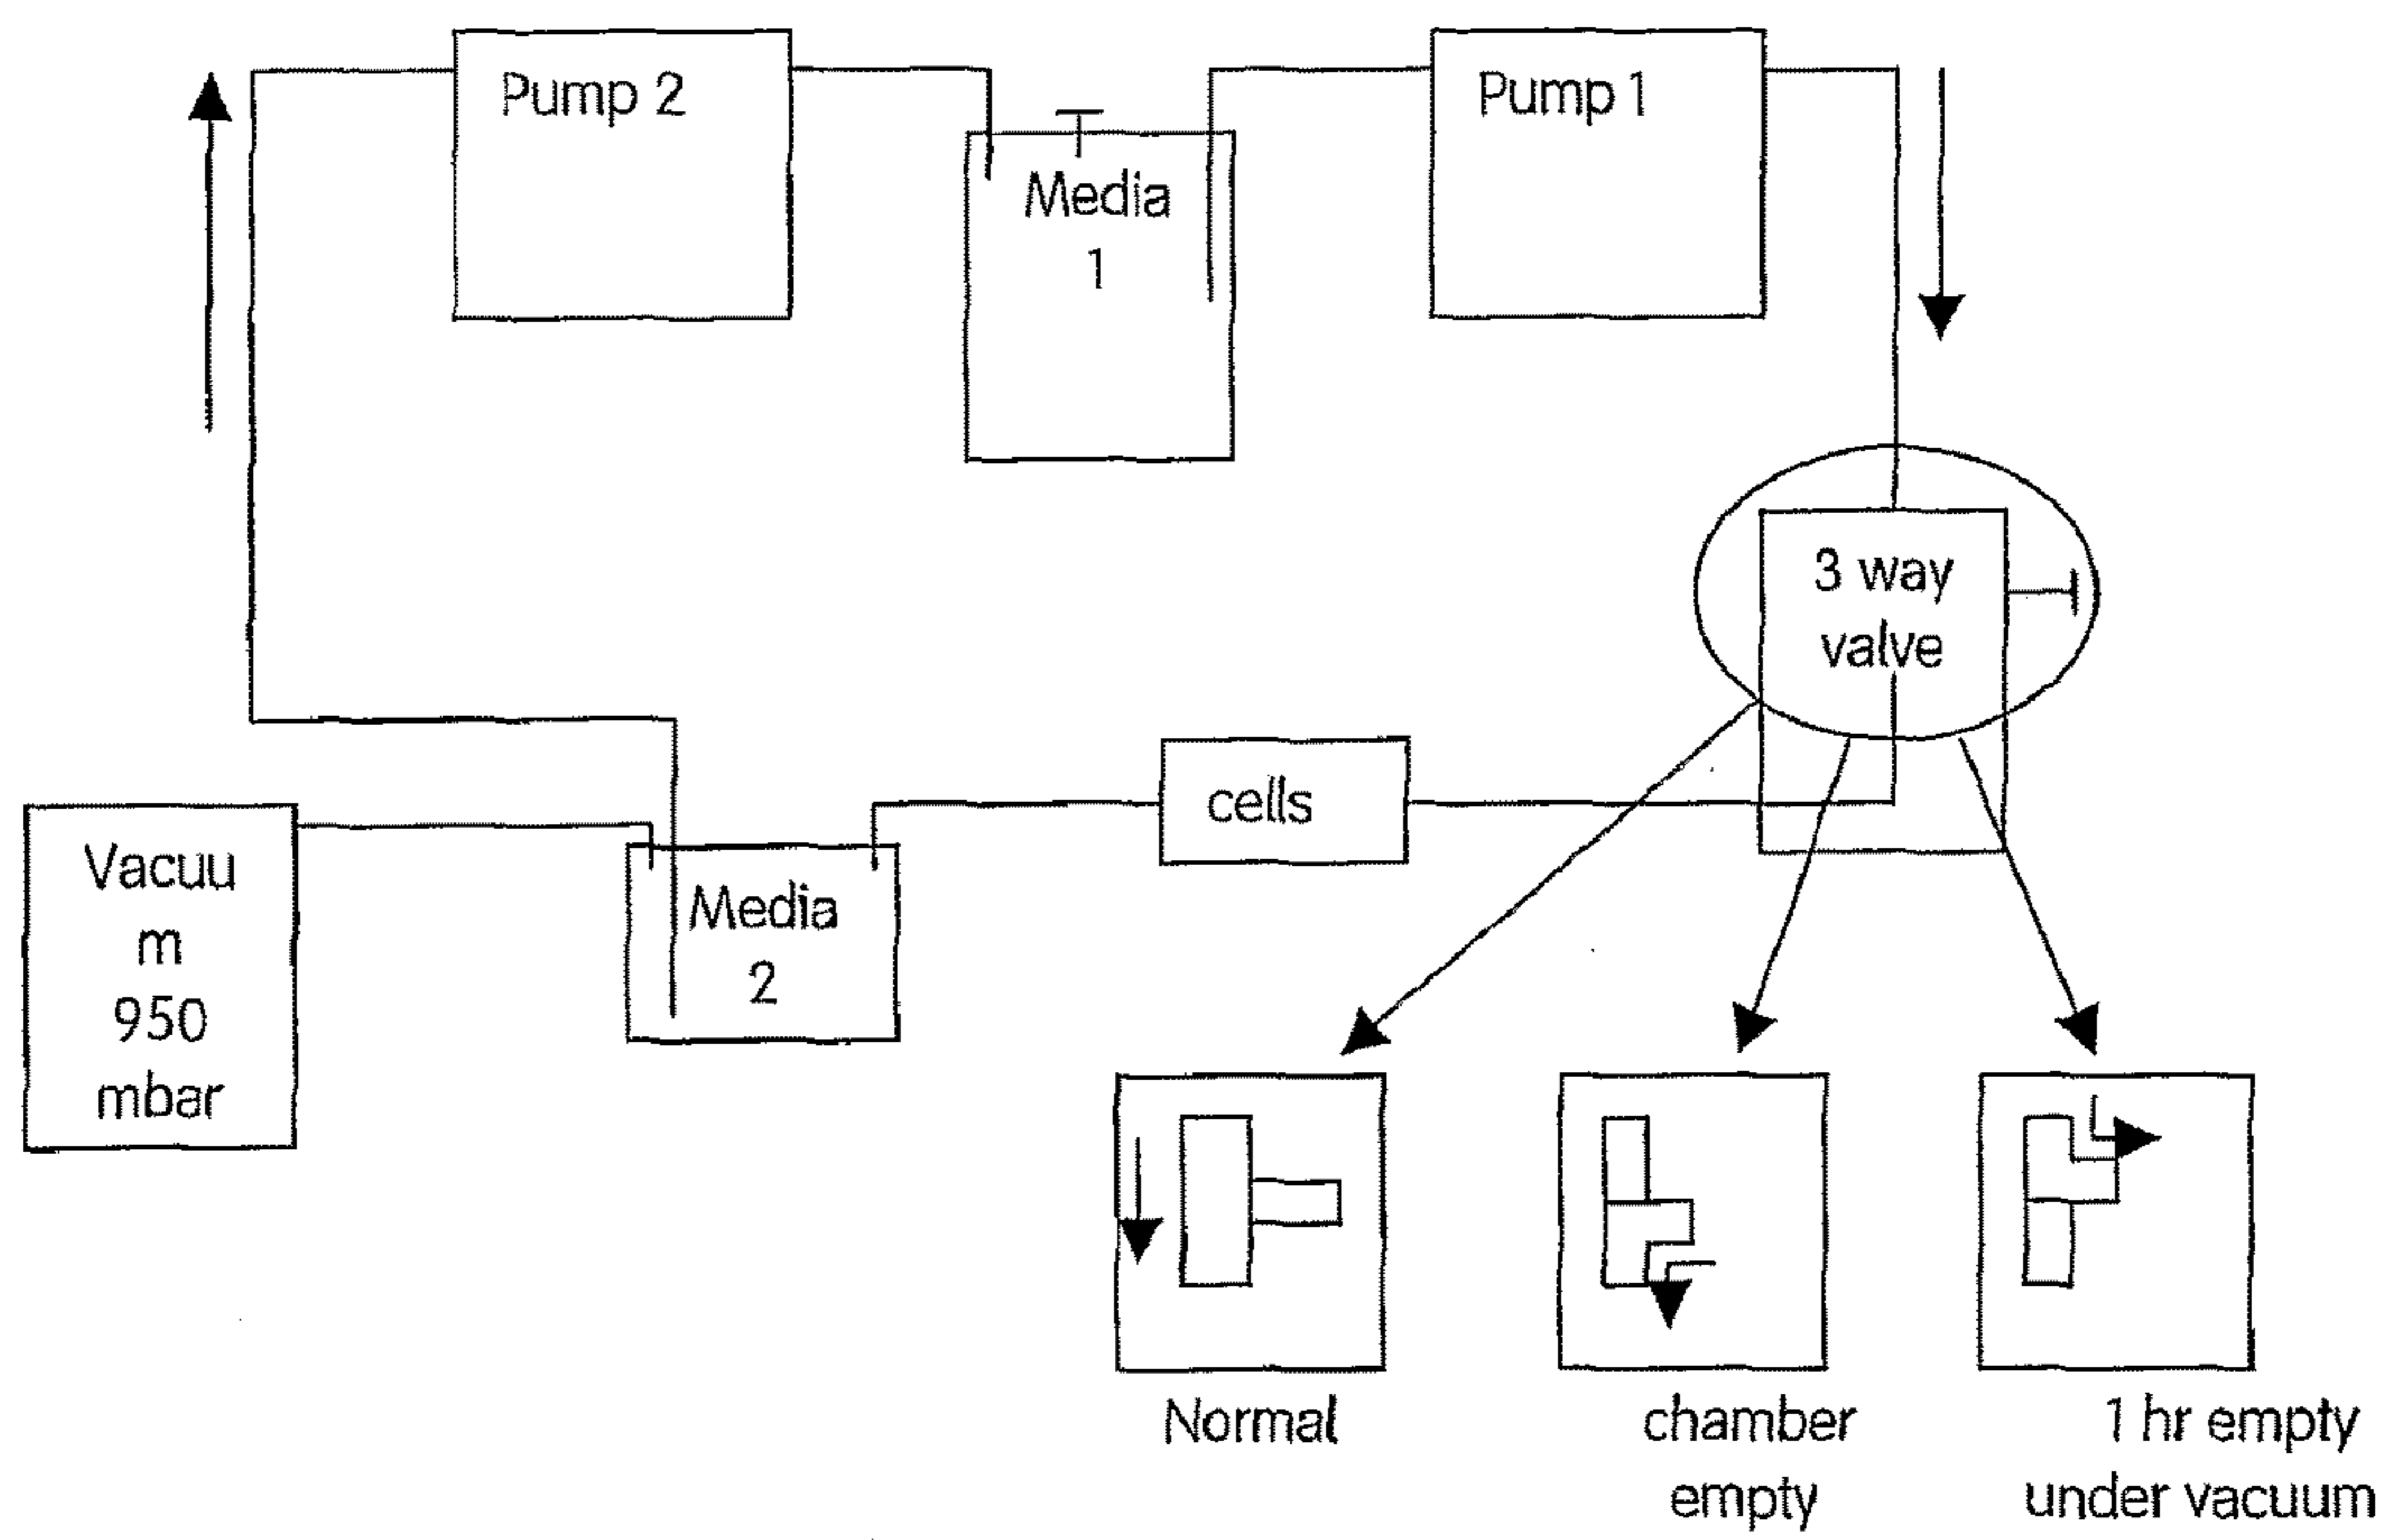 Pump 2
Pump 1
Media
1
3 way
valve
cells
Vacuu
m
950
mbar
Media
2
Normal
chamber
empty
1 hr empty
under vacuum